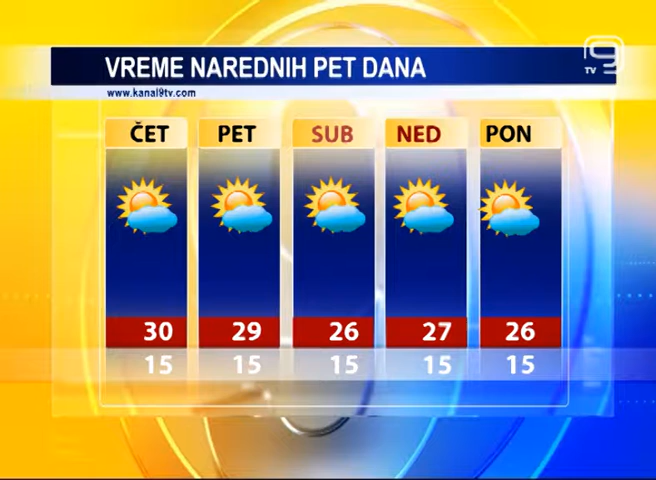 VREME NAREDNIH PET DANA
9
TV
www.kanal9tv.com
ČET PET SUB NED PON
30 29 26 27 26
15 15 15 15 15